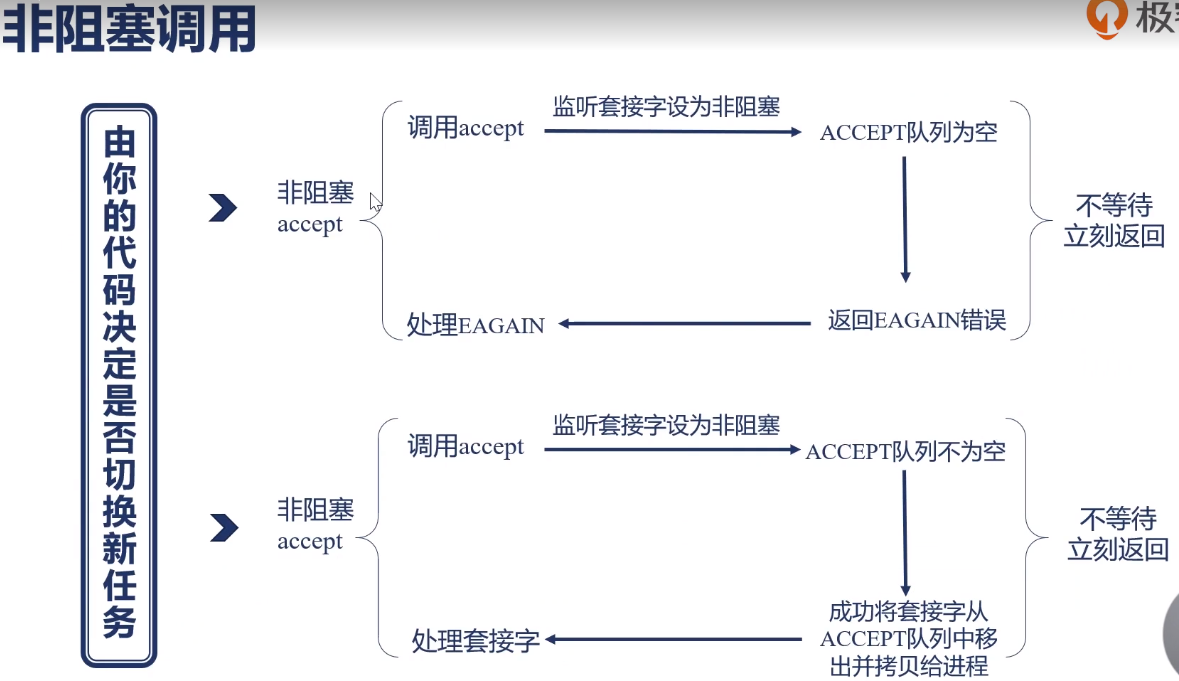 非阻塞调用
极
由你的代码决定是否切换新任务
非阻塞
accept
调用accept
监听套接字设为非阻塞
ACCEPT队列为空
返回EAGAIN错误
处理EAGAIN
不等待
立刻返回
非阻塞
accept
调用accept
监听套接字设为非阻塞
ACCEPT队列不为空
成功将套接字从
ACCEPT队列中移
出并拷贝给进程
处理套接字
不等待
立刻返回